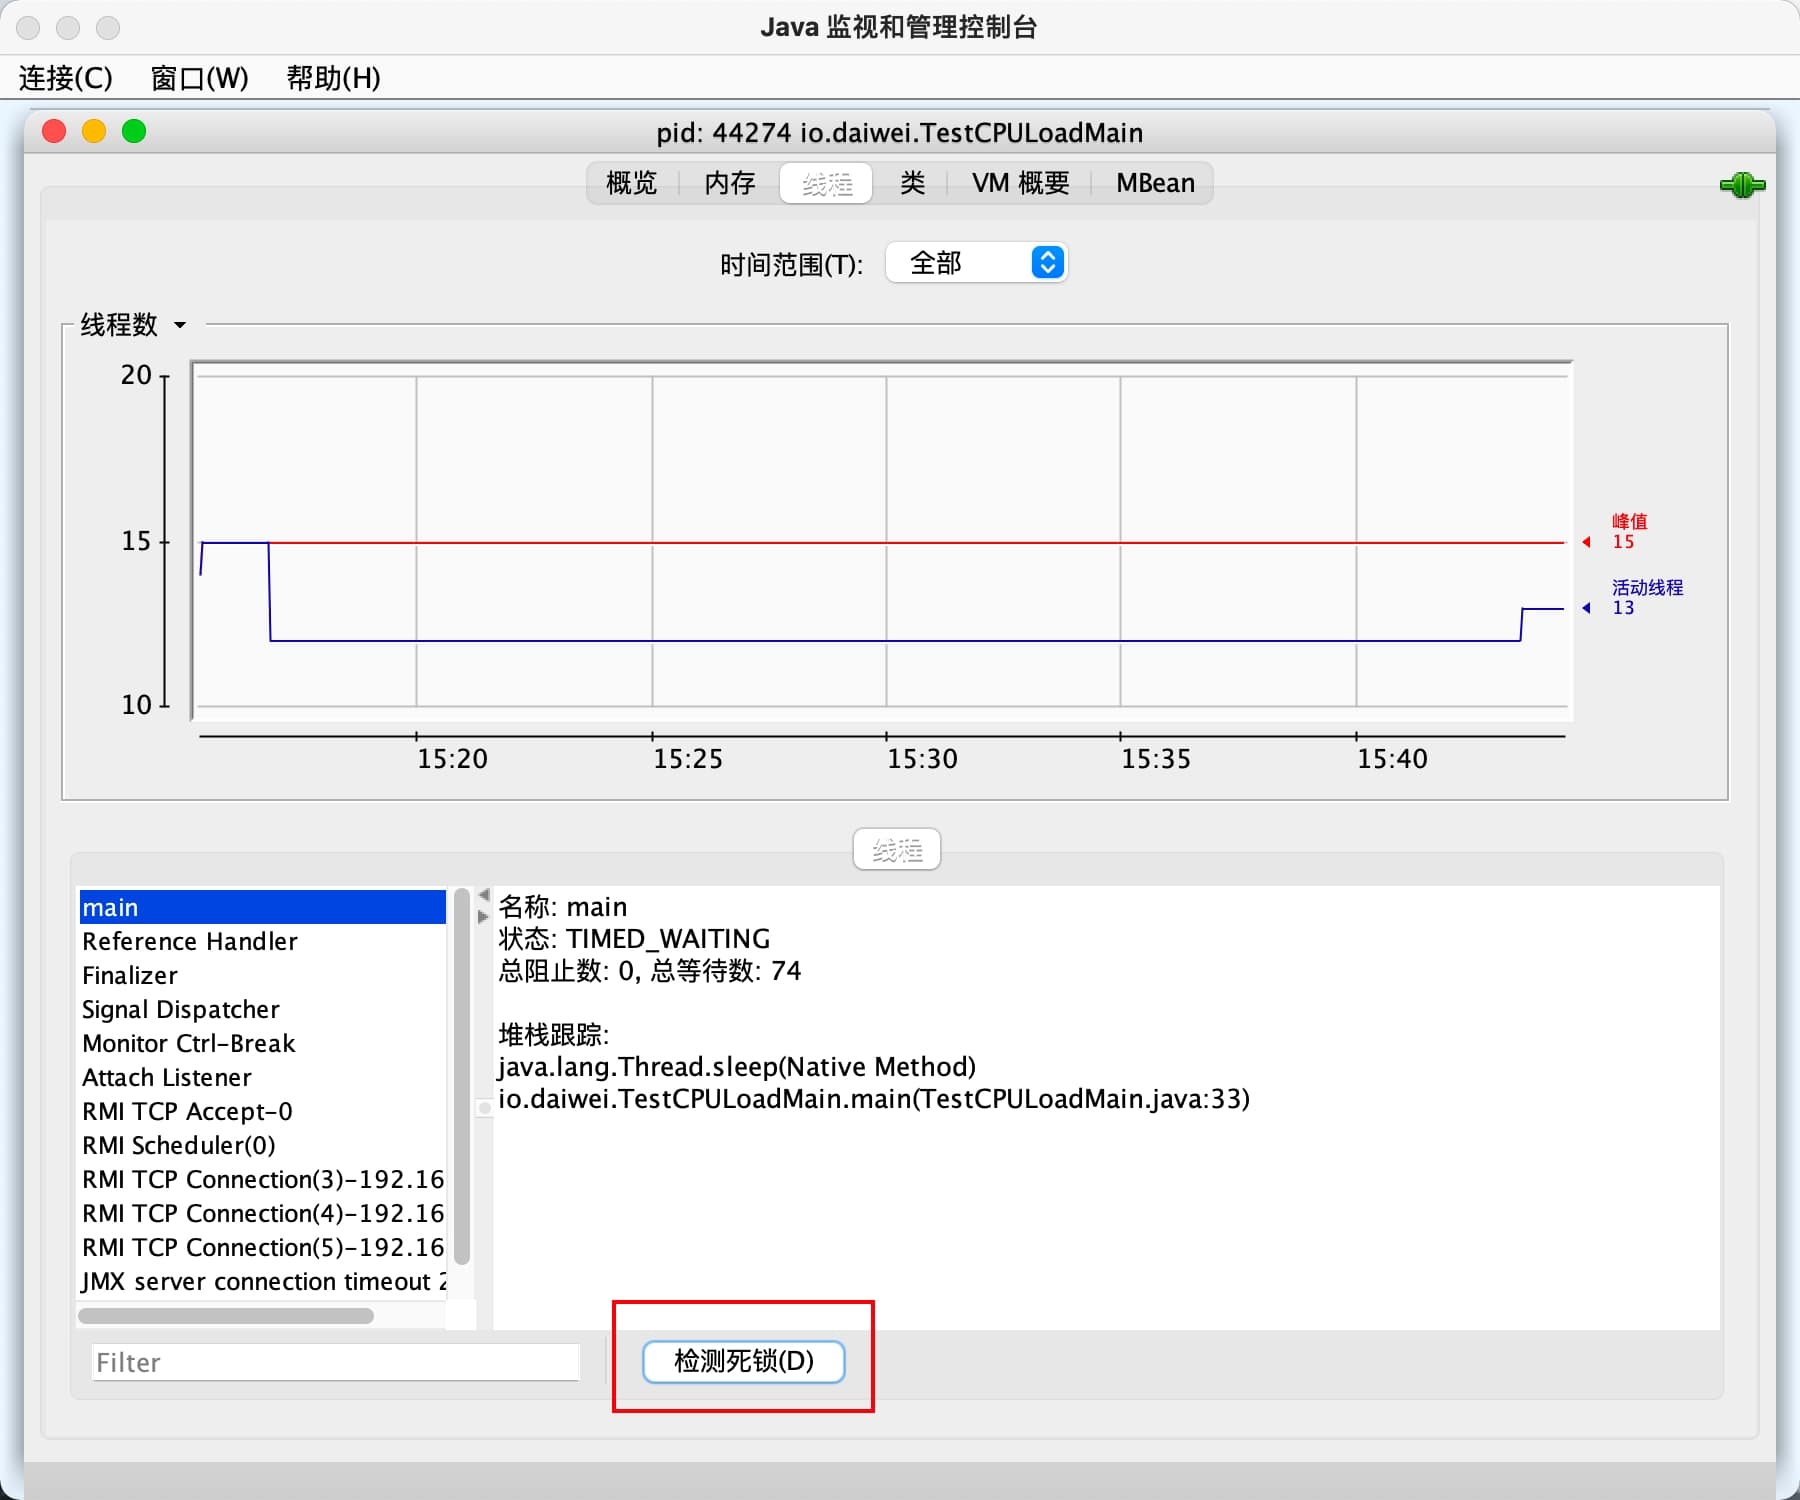 Java 监视和管理控制台
连接(C) 窗口(W) 帮助(H)
pid: 44274 io.daiwei.TestCPULoadMain
概览 内存 线程 类 VM 概要 MBean
时间范围(T): 全部
线程数
20
15
10
峰值
15
活动线程
13
15:20 15:25 15:30 15:35 15:40
线程
main
Reference Handler
Finalizer
Signal Dispatcher
Monitor Ctrl-Break
Attach Listener
RMI TCP Accept-0
RMI Scheduler(0)
RMI TCP Connection(3)-192.16
RMI TCP Connection(4)-192.16
RMI TCP Connection(5)-192.16
JMX server connection timeout 2
名称: main
状态: TIMED_WAITING
总阻止数: 0, 总等待数: 74
堆栈跟踪:
java.lang.Thread.sleep(Native Method)
io.daiwei.TestCPULoadMain.main(TestCPULoadMain.java:33)
Filter
检测死锁(D)